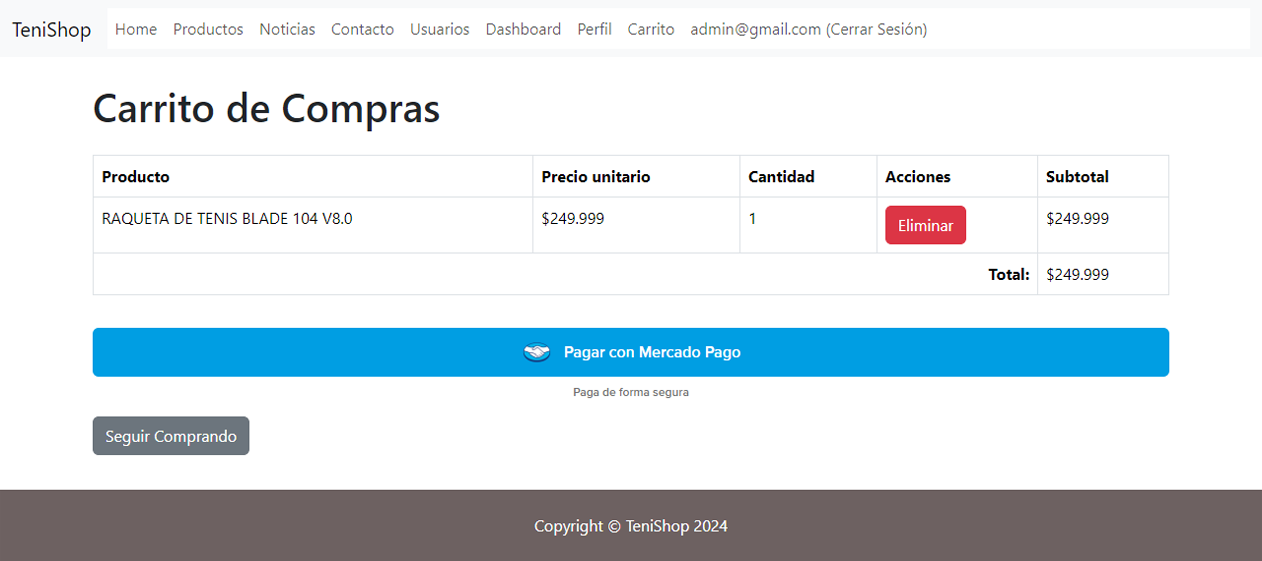 TeniShop Home Productos Noticias Contacto Usuarios Dashboard Perfil Carrito admin@gmail.com (Cerrar Sesión)
Carrito de Compras
Producto Precio unitario Cantidad Acciones Subtotal
RAQUETA DE TENIS BLADE 104 V8.0 $249.999 1 Eliminar $249.999
Total: $249.999
Pagar con Mercado Pago
Paga de forma segura
Seguir Comprando
Copyright © TeniShop 2024